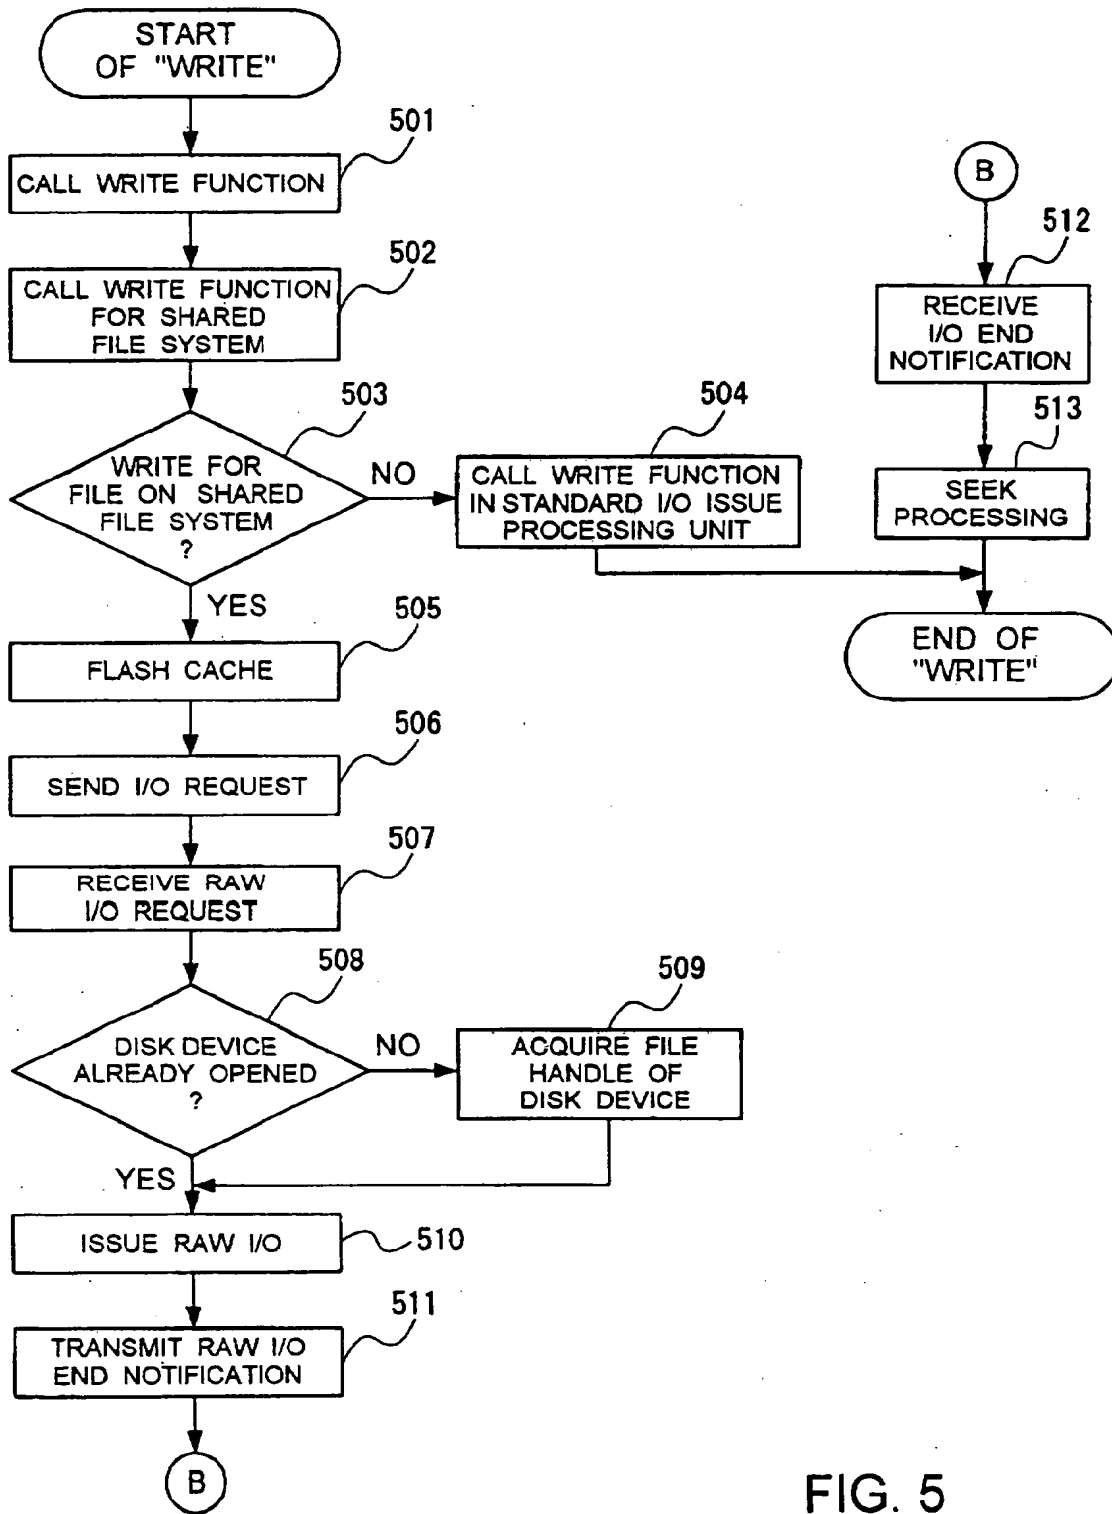 START
OF "WRITE"
501
CALL WRITE FUNCTION
502
CALL WRITE FUNCTION
FOR SHARED
FILE SYSTEM
503
WRITE FOR
FILE ON SHARED
FILE SYSTEM
?
NO
504
CALL WRITE FUNCTION
IN STANDARD I/O ISSUE
PROCESSING UNIT
YES
505
FLASH CACHE
506
SEND I/O REQUEST
507
RECEIVE RAW
I/O REQUEST
508
DISK DEVICE
ALREADY OPENED
?
NO
509
ACQUIRE FILE
HANDLE OF
DISK DEVICE
YES
ISSUE RAW I/O
510
511
TRANSMIT RAW I/O
END NOTIFICATION
B
B
512
RECEIVE
I/O END
NOTIFICATION
513
SEEK
PROCESSING
END OF
"WRITE"
FIG. 5